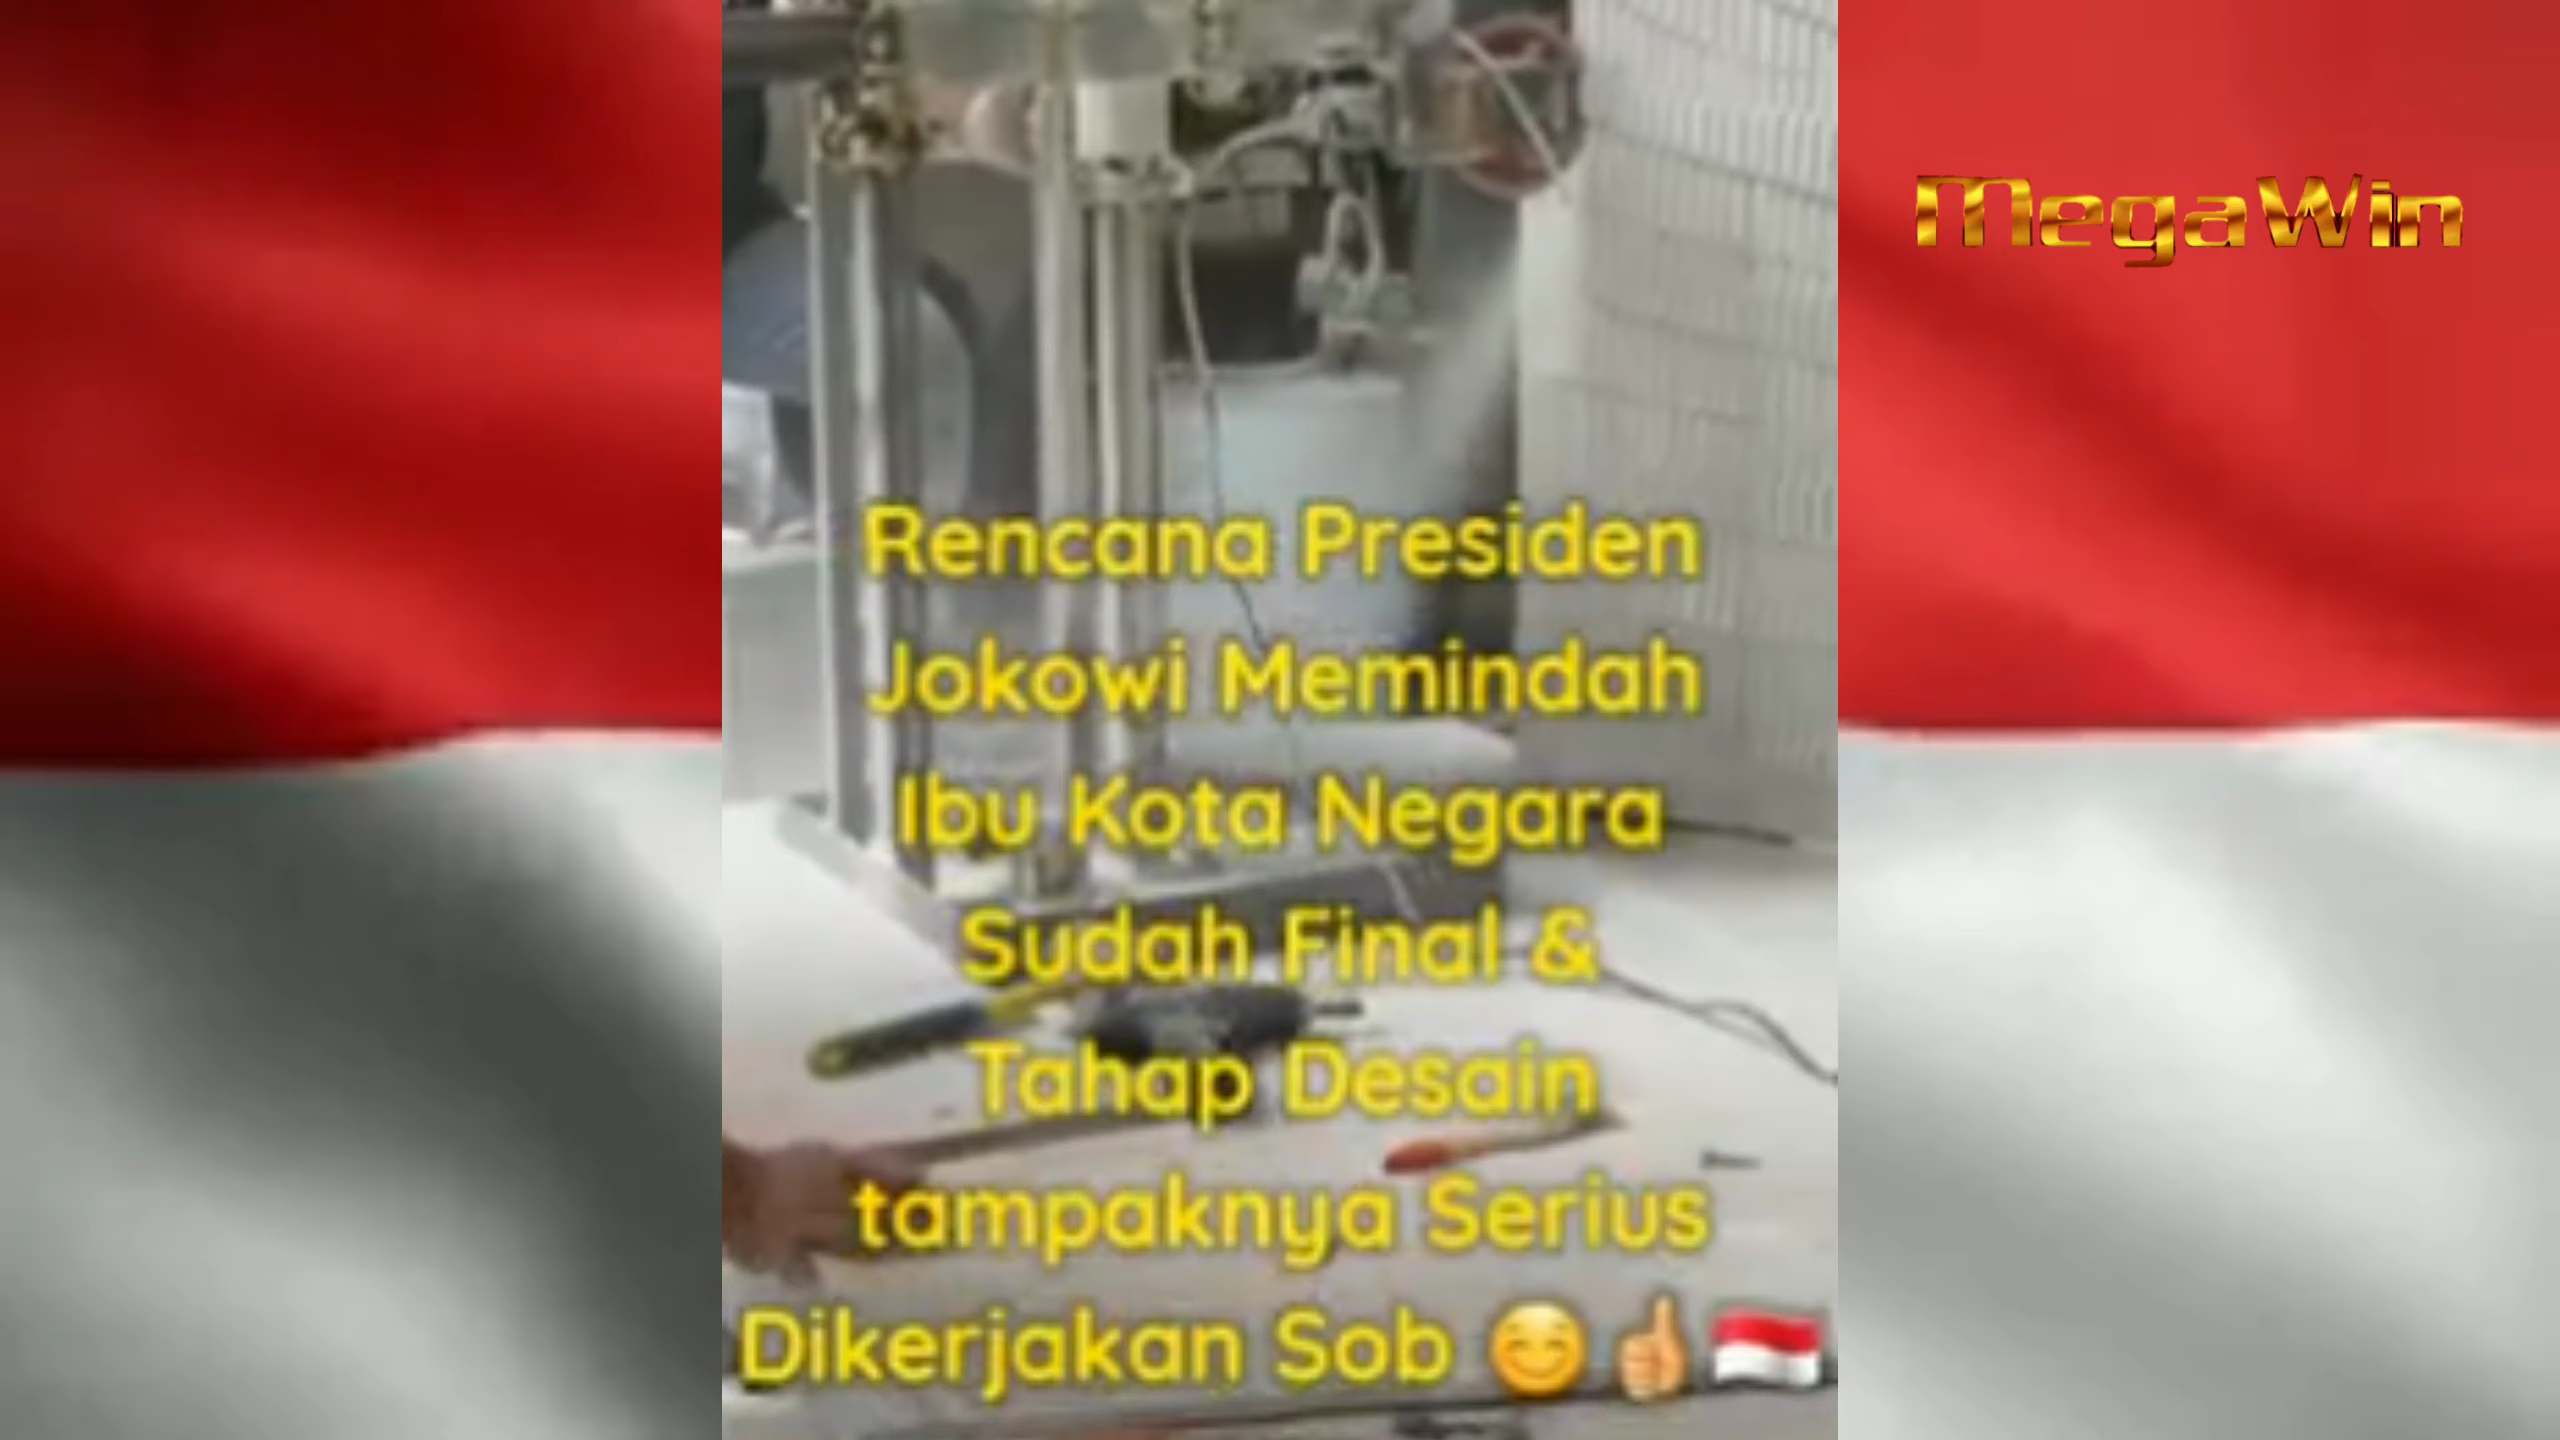 MegaWin
Rencana Presiden
Jokowi Memindah
Ibu Kota Negara
Sudah Final &
Tahap Desain
tampaknya Serius
Dikerjakan Sob 😊👍🇮🇩